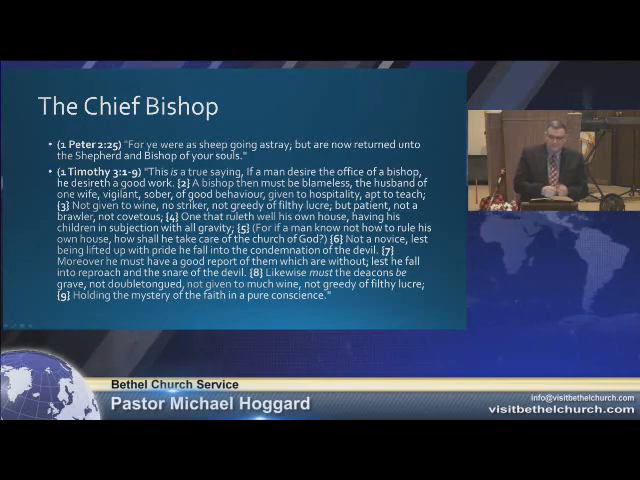 The Chief Bishop
• (1 Peter 2:25) "For ye were as sheep going astray; but are now returned unto
the Shepherd and Bishop of your souls."
• (1 Timothy 3:1-9) "This is a true saying, If a man desire the office of a bishop,
he desireth a good work. {2} A bishop then must be blameless, the husband of
one wife, vigilant, sober, of good behaviour, given to hospitality, apt to teach;
{3} Not given to wine, no striker, not greedy of filthy lucre; but patient, not a
brawler, not covetous; {4} One that ruleth well his own house, having his
children in subjection with all gravity; {5} (For if a man know not how to rule his
own house, how shall he take care of the church of God?) {6} Not a novice, lest
being lifted up with pride he fall into the condemnation of the devil. {7}
Moreover he must have a good report of them which are without; lest he fall
into reproach and the snare of the devil. {8} Likewise must the deacons be
grave, not doubletongued, not given to much wine, not greedy of filthy lucre;
{9} Holding the mystery of the faith in a pure conscience."
Bethel Church Service
Pastor Michael Hoggard
info@visitbethelchurch.com
visitbethelchurch.com